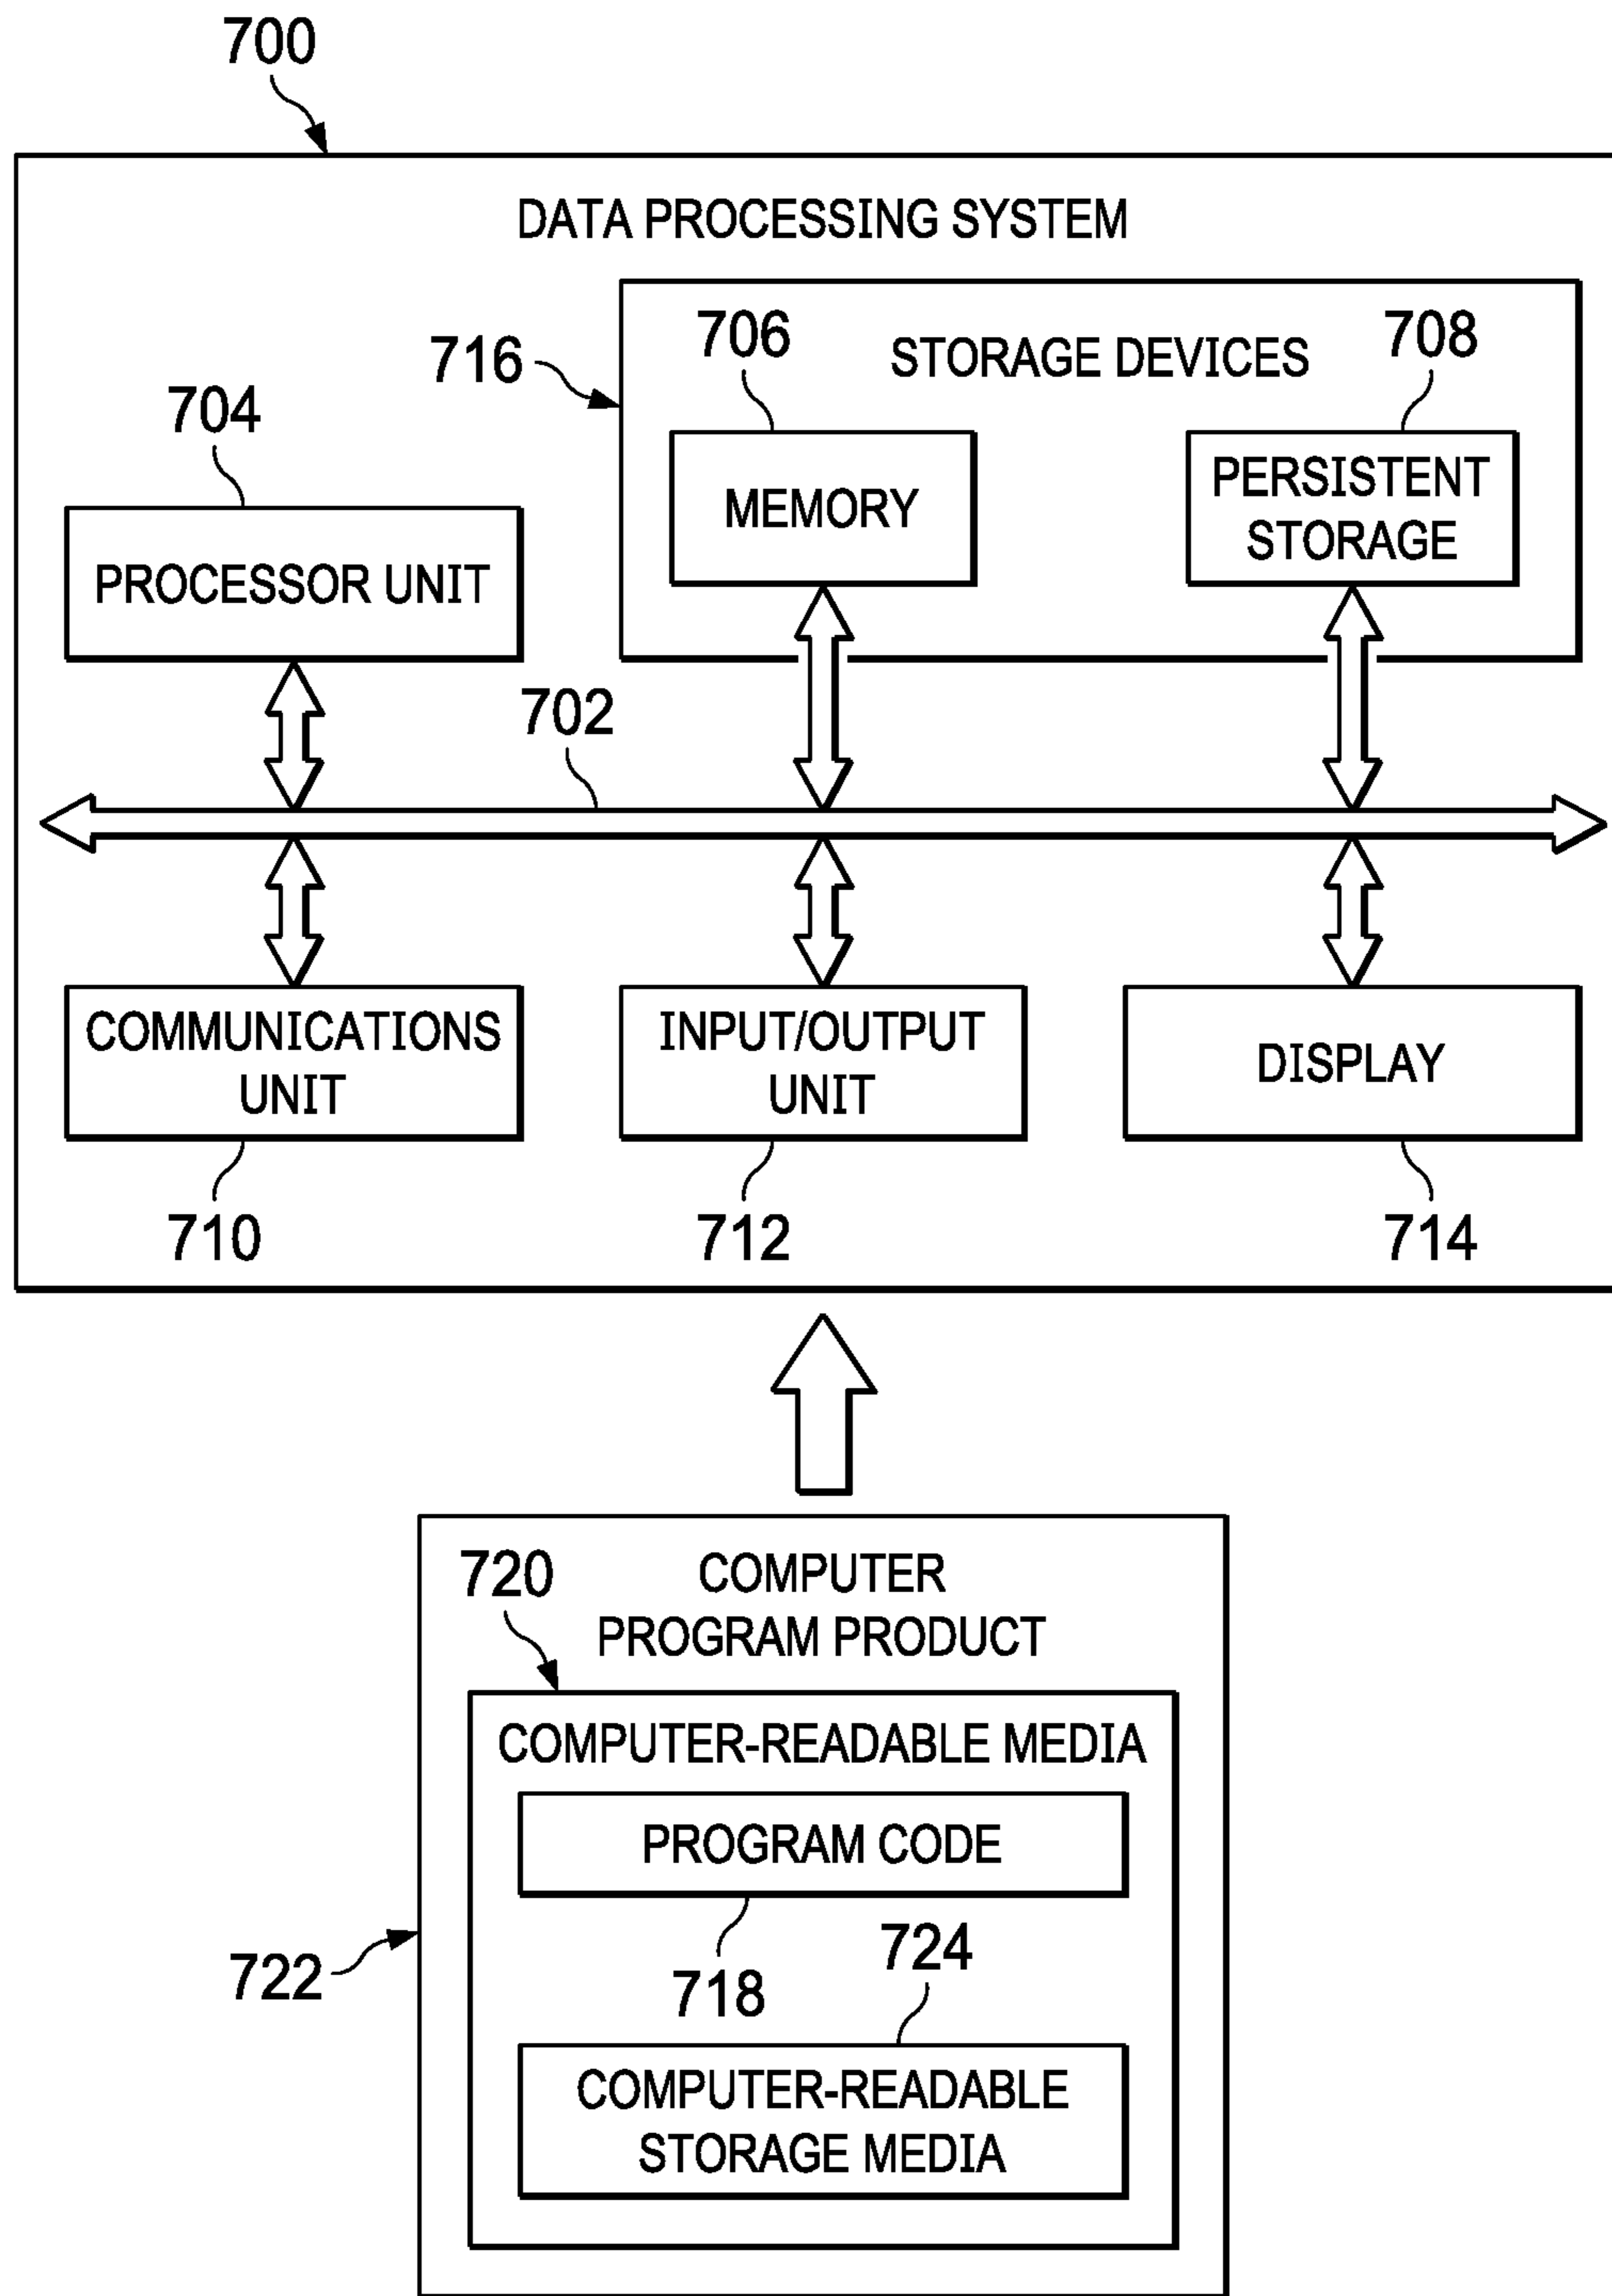 700
DATA PROCESSING SYSTEM
716
706
STORAGE DEVICES
708
704
MEMORY
PERSISTENT
STORAGE
PROCESSOR UNIT
702
COMMUNICATIONS
UNIT
INPUT/OUTPUT
UNIT
DISPLAY
710
712
714
720
COMPUTER
PROGRAM PRODUCT
COMPUTER-READABLE MEDIA
PROGRAM CODE
722
718
724
COMPUTER-READABLE
STORAGE MEDIA